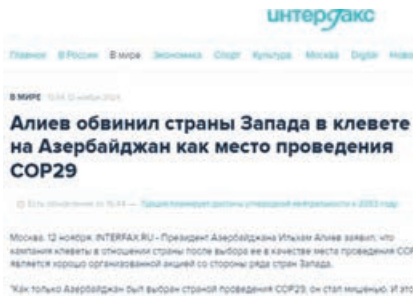 интерфакс
Главное В России В мире Экономика Спорт Культура Москва Digital
В МИРЕ
Алиев обвинил страны Запада в клевете
на Азербайджан как место проведения
COP29
Москва. 12 ноября. INTERFAX.RU - Президент Азербайджана Ильхам Алиев заявил, что
кампания клеветы в отношении страны после выбора ее в качестве места проведения COP
является хорошо организованной акцией со стороны ряда стран Запада.
"Как только Азербайджан был выбран страной проведения COP29, он стал мишенью. И это